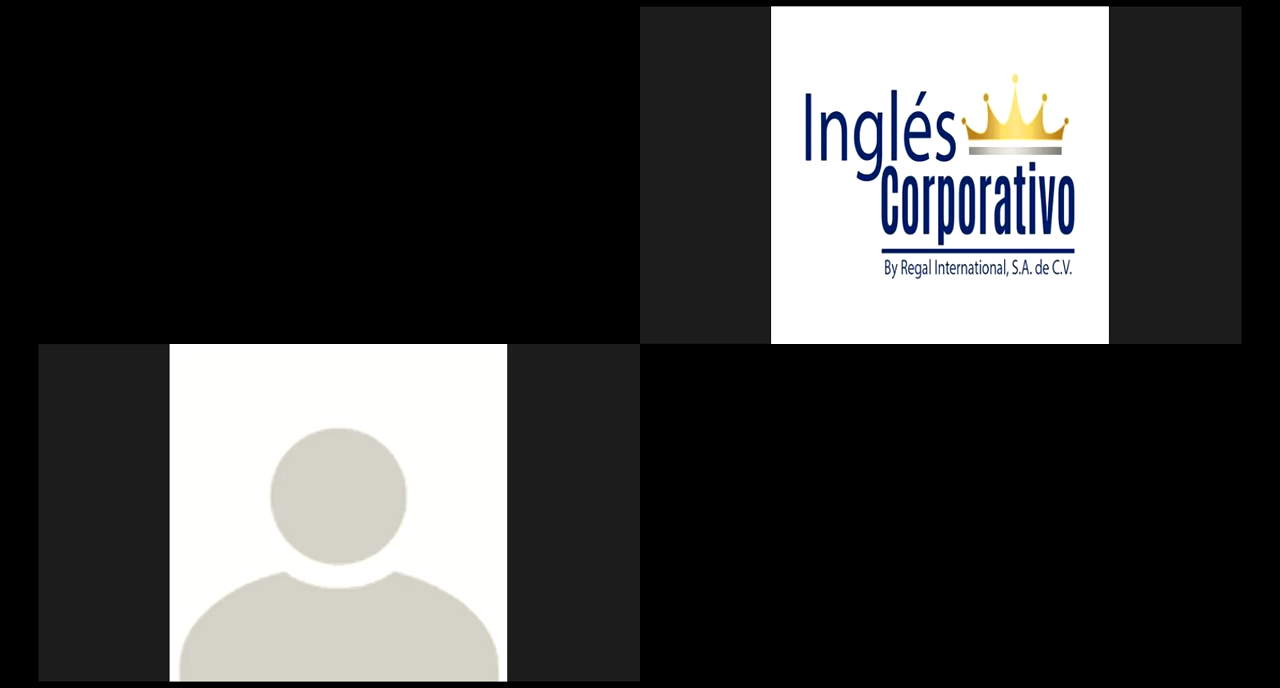 Inglés
Corporativo
By Regal International, S.A. de C.V.